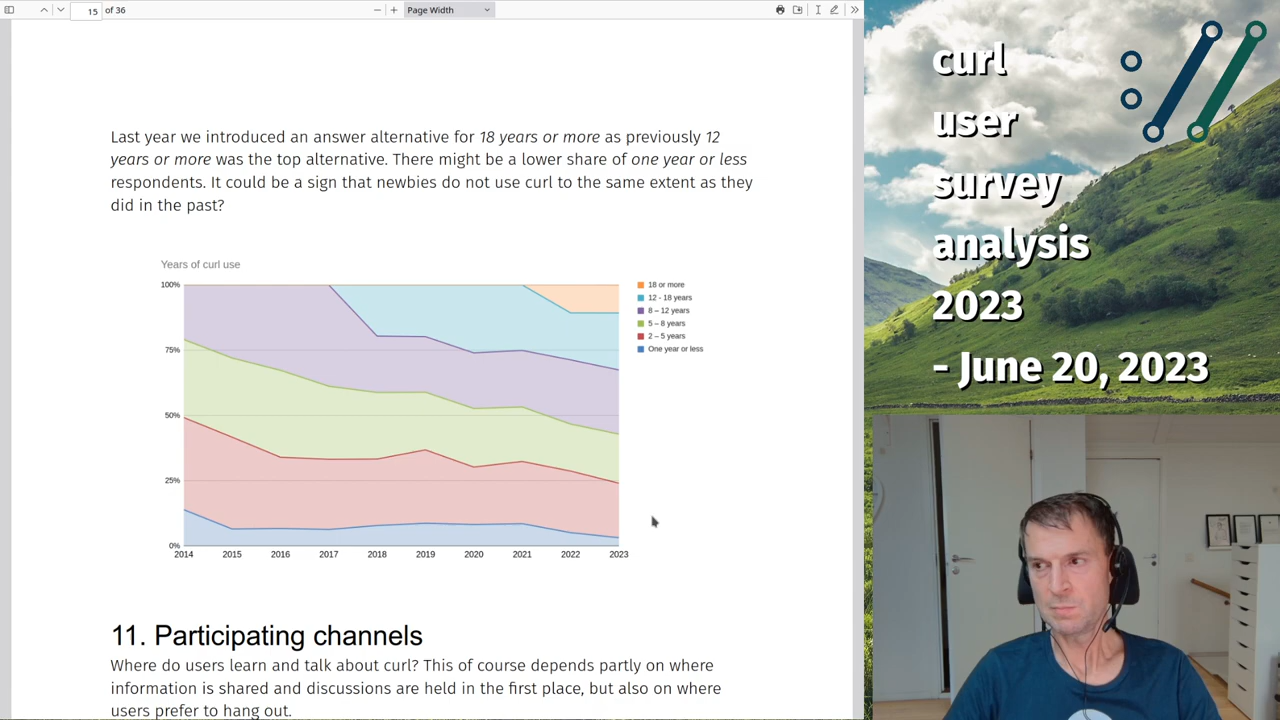 15 of 36
Page Width
Last year we introduced an answer alternative for 18 years or more as previously 12
years or more was the top alternative. There might be a lower share of one year or less
respondents. It could be a sign that newbies do not use curl to the same extent as they
did in the past?
Years of curl use
100%
75%
50%
25%
0%
2014 2015 2016 2017 2018 2019 2020 2021 2022 2023
18 or more
12 - 18 years
8 – 12 years
5 – 8 years
2 – 5 years
One year or less
11. Participating channels
Where do users learn and talk about curl? This of course depends partly on where
information is shared and discussions are held in the first place, but also on where
users prefer to hang out.
curl
user
survey
analysis
2023
- June 20, 2023